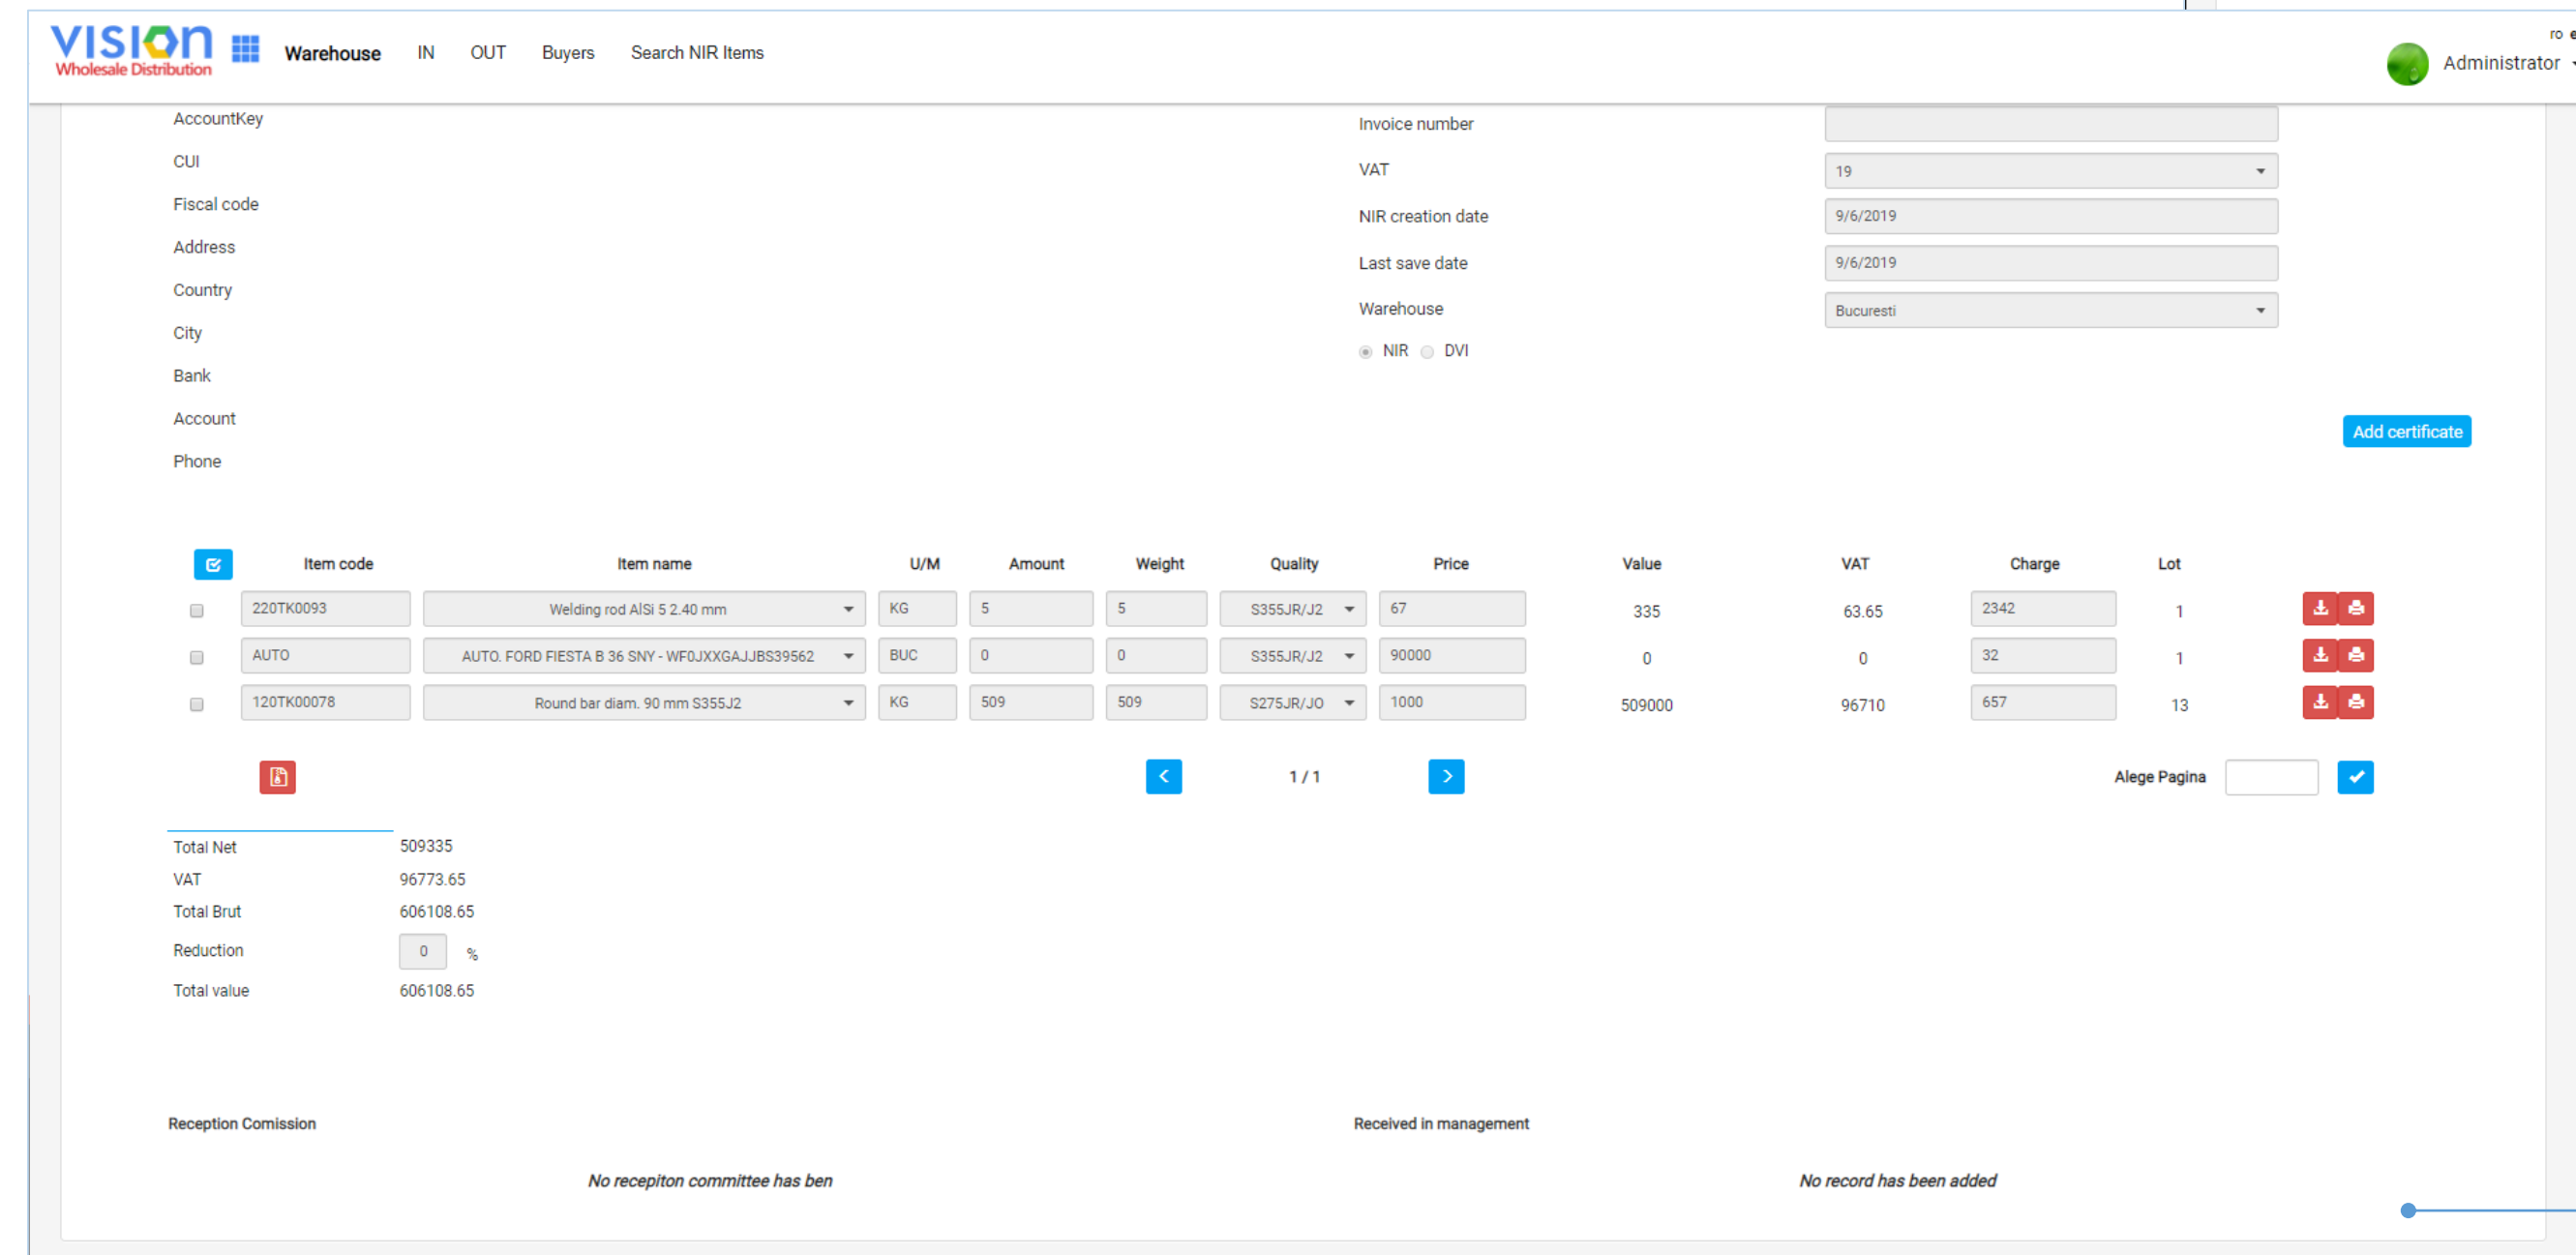 VISION
Wholesale Distribution
Warehouse IN OUT Buyers Search NIR Items
ro
Administrator
AccountKey
CUI
Fiscal code
Address
Country
City
Bank
Account
Phone
Invoice number
VAT 19
NIR creation date 9/6/2019
Last save date 9/6/2019
Warehouse Bucuresti
NIR DVI
Add certificate
Item code Item name U/M Amount Weight Quality Price Value VAT Charge Lot
220TK0093 Welding rod AlSi 5 2.40 mm KG 5 5 S355JR/J2 67 335 63.65 2342 1
AUTO AUTO. FORD FIESTA B 36 SNY - WF0JXXGAJJBS39562 BUC 0 0 S355JR/J2 90000 0 0 32 1
120TK00078 Round bar diam. 90 mm S355J2 KG 509 509 S275JR/JO 1000 509000 96710 657 13
< 1 / 1 > Alege Pagina
Total Net 509335
VAT 96773.65
Total Brut 606108.65
Reduction 0 %
Total value 606108.65
Reception Comission Received in management
No recepiton committee has ben No record has been added